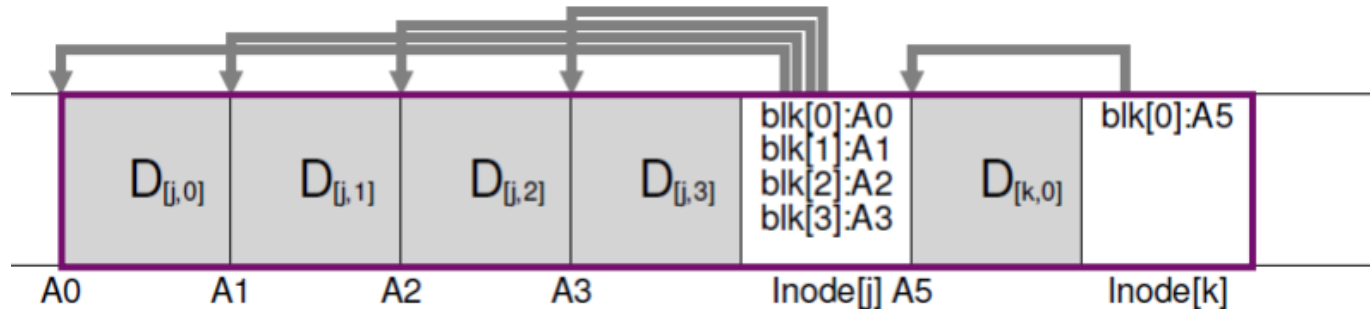 blk[0]:A0
blk[0]:A5
blk[1]:A1
D[j,0] D[j,1] D[j,2] D[j,3] blk[2]:A2 D[k,0]
blk[3]:A3
A0 A1 A2 A3 Inode[j] A5 Inode[k]